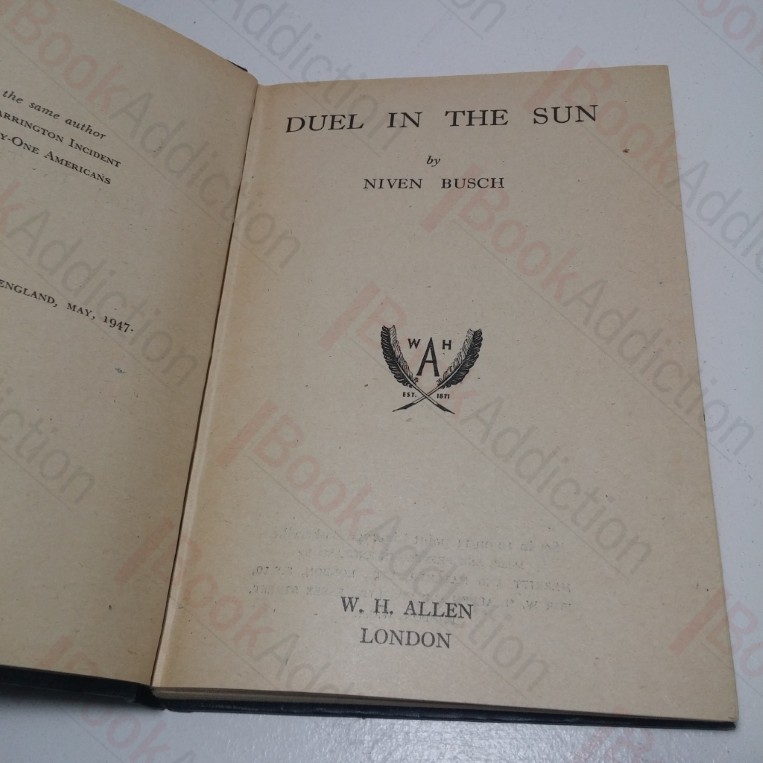 the same author
ARRINGTON INCIDENT
Y-ONE AMERICANS
ENGLAND, MAY, 1947.
DUEL IN THE SUN
by
NIVEN BUSCH
W A H
EST. 1871
W. H. ALLEN
LONDON
BookAddiction